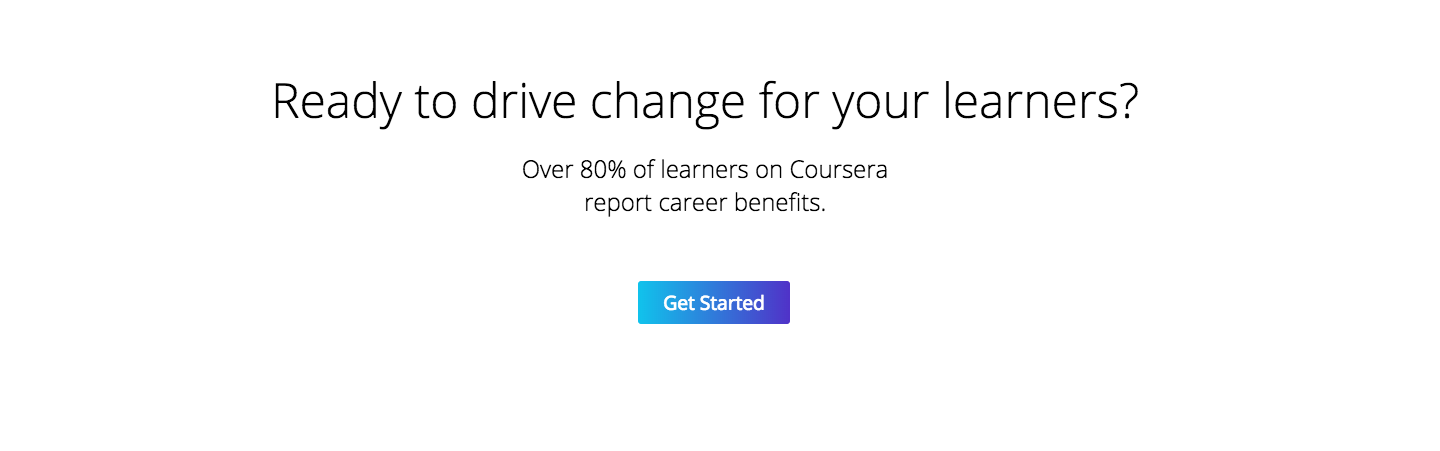 Ready to drive change for your learners?
Over 80% of learners on Coursera
report career benefits.
Get Started